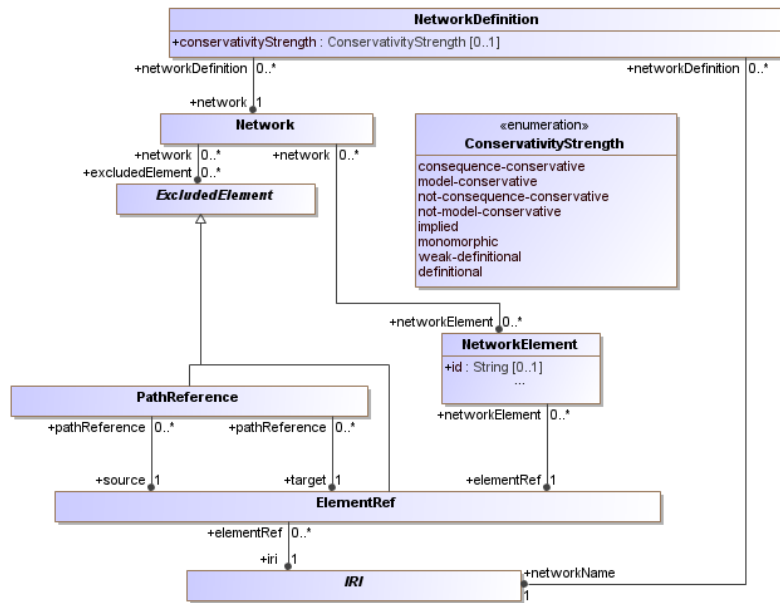 NetworkDefinition
+conservativityStrength : ConservativityStrength [0..1]
+networkDefinition 0..*
+networkDefinition 0..*
+network 1
Network
+network 0..*
+network 0..*
+excludedElement 0..*
ExcludedElement
«enumeration»
ConservativityStrength
consequence-conservative
model-conservative
not-consequence-conservative
not-model-conservative
implied
monomorphic
weak-definitional
definitional
+networkElement 0..*
NetworkElement
+id : String [0..1]
...
+networkElement 0..*
PathReference
+pathReference 0..*
+pathReference 0..*
+source 1
+target 1
+elementRef 1
ElementRef
+elementRef 0..*
+iri 1
IRI
+networkName
1